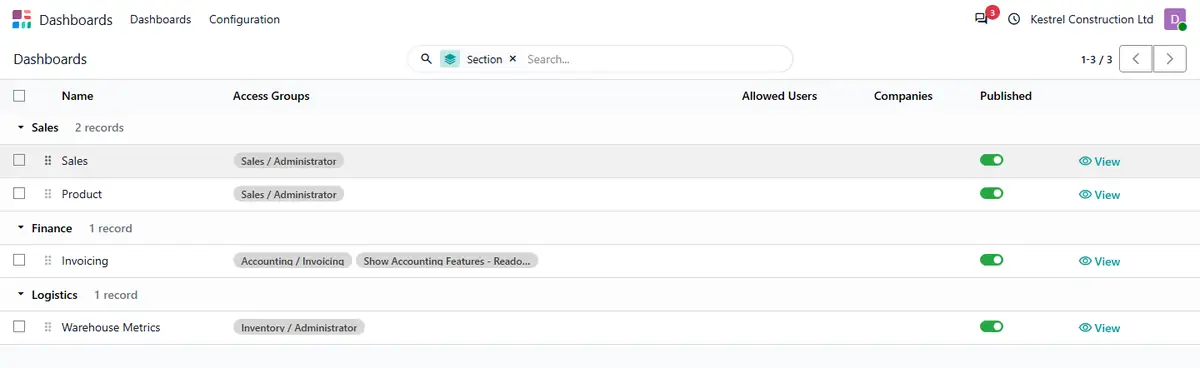 Dashboards Dashboards Configuration 3 Kestrel Construction Ltd D
Dashboards Section × Search... 1-3 / 3
Name Access Groups Allowed Users Companies Published
Sales 2 records
Sales Sales / Administrator View
Product Sales / Administrator View
Finance 1 record
Invoicing Accounting / Invoicing Show Accounting Features - Reado... View
Logistics 1 record
Warehouse Metrics Inventory / Administrator View